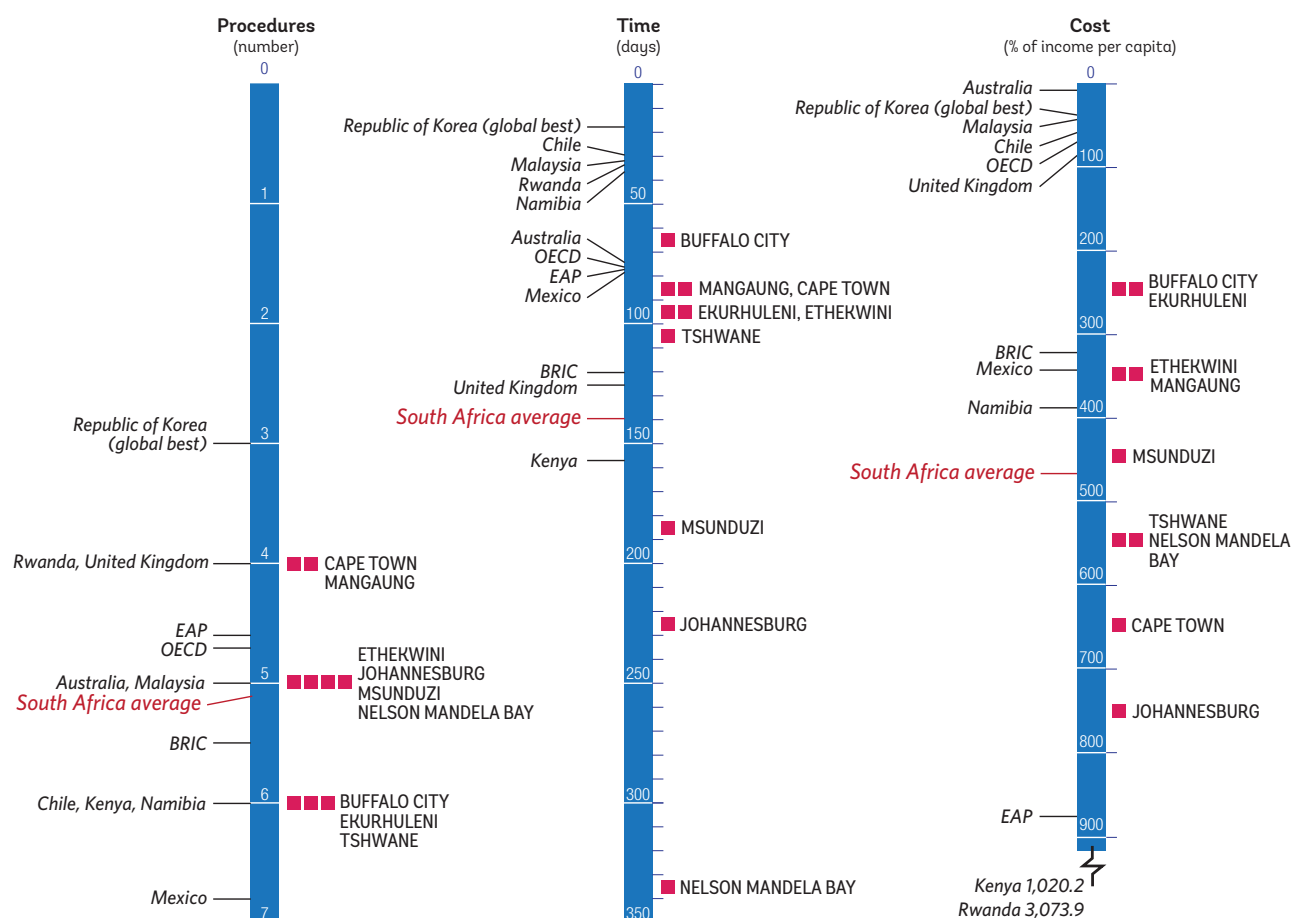 Procedures
(number)
0
1
2
3
4
5
6
7
Republic of Korea
(global best)
Rwanda, United Kingdom
EAP
OECD
Australia, Malaysia
South Africa average
BRIC
Chile, Kenya, Namibia
Mexico
CAPE TOWN
MANGAUNG
ETHEKWINI
JOHANNESBURG
MSUNDUZI
NELSON MANDELA BAY
BUFFALO CITY
EKURHULENI
TSHWANE
Time
(days)
0
50
100
150
200
250
300
350
Republic of Korea (global best)
Chile
Malaysia
Rwanda
Namibia
Australia
OECD
EAP
Mexico
BRIC
United Kingdom
South Africa average
Kenya
BUFFALO CITY
MANGAUNG, CAPE TOWN
EKURHULENI, ETHEKWINI
TSHWANE
MSUNDUZI
JOHANNESBURG
NELSON MANDELA BAY
Cost
(% of income per capita)
0
100
200
300
400
500
600
700
800
900
Australia
Republic of Korea (global best)
Malaysia
Chile
OECD
United Kingdom
BRIC
Mexico
Namibia
South Africa average
EAP
Kenya 1,020.2
Rwanda 3,073.9
BUFFALO CITY
EKURHULENI
ETHEKWINI
MANGAUNG
MSUNDUZI
TSHWANE
NELSON MANDELA
BAY
CAPE TOWN
JOHANNESBURG